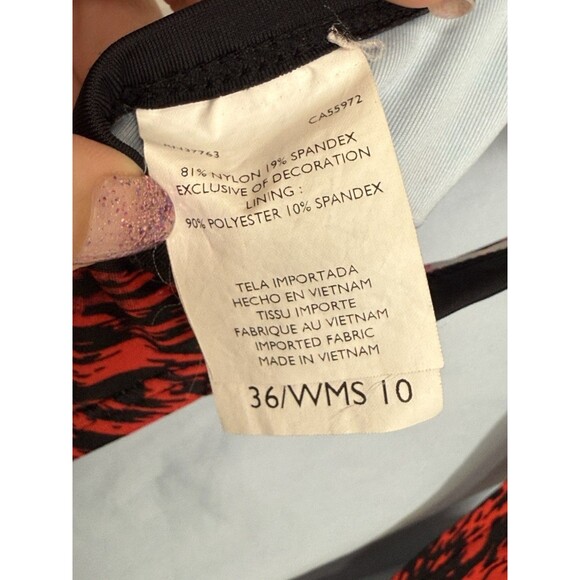 CA55972
81% NYLON 19% SPANDEX
EXCLUSIVE OF DECORATION
LINING :
90% POLYESTER 10% SPANDEX
TELA IMPORTADA
HECHO EN VIETNAM
TISSU IMPORTE
FABRIQUE AU VIETNAM
IMPORTED FABRIC
MADE IN VIETNAM
36/WMS 10